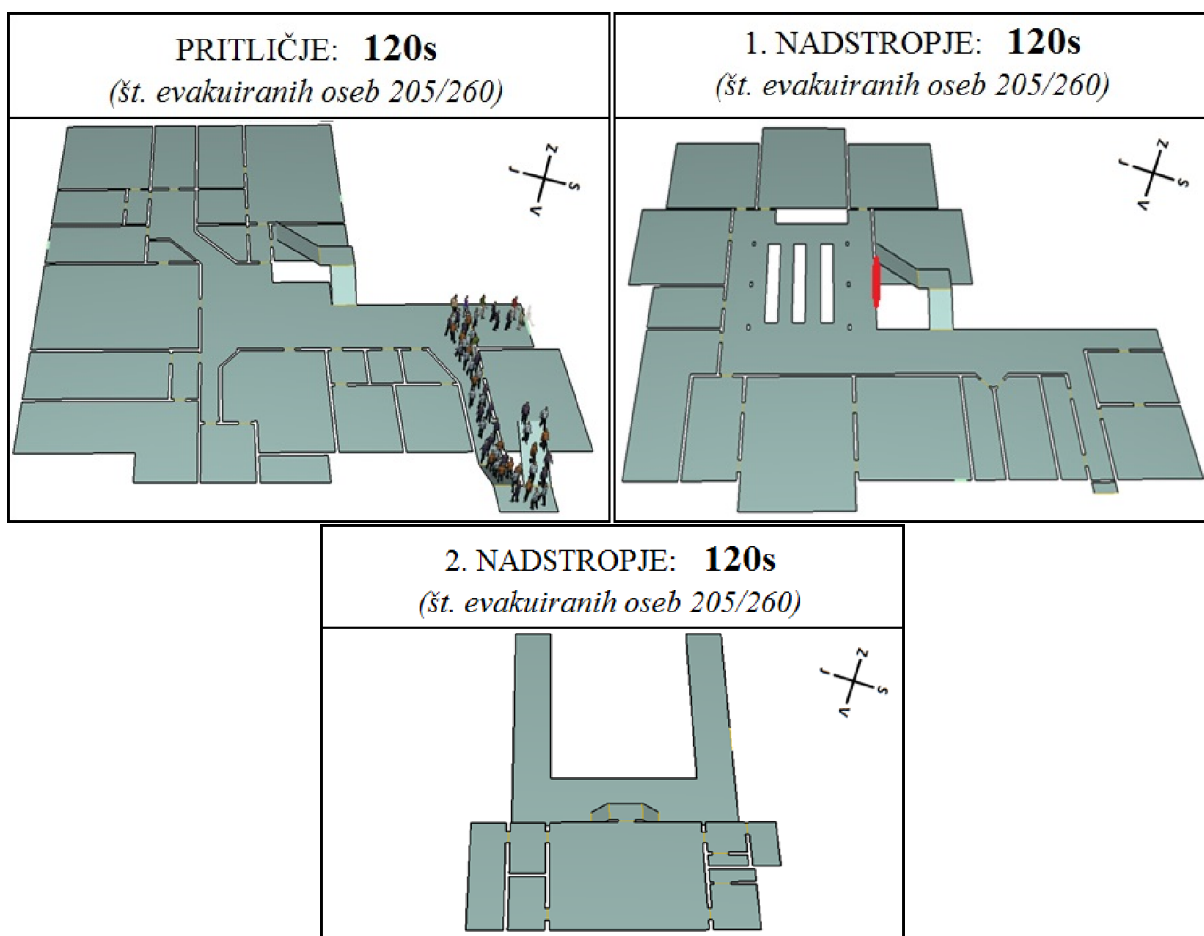 PRITLIČJE: 120s
(št. evakuiranih oseb 205/260)
z
j s
v
1. NADSTROPJE: 120s
(št. evakuiranih oseb 205/260)
z
j s
v
2. NADSTROPJE: 120s
(št. evakuiranih oseb 205/260)
z
j s
v